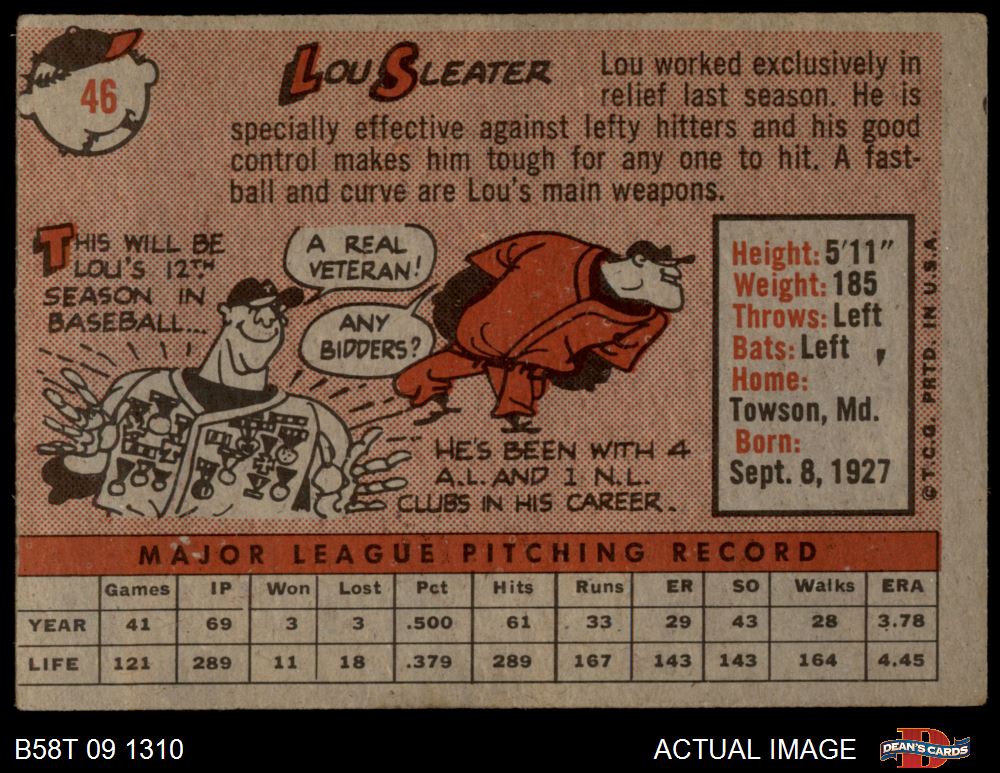 46
LOU SLEATER
Lou worked exclusively in
relief last season. He is
specially effective against lefty hitters and his good
control makes him tough for any one to hit. A fast-
ball and curve are Lou's main weapons.
THIS WILL BE
LOU'S 12TH
SEASON IN
BASEBALL...
A REAL
VETERAN!
ANY
BIDDERS?
HE'S BEEN WITH 4
A.L. AND 1 N.L.
CLUBS IN HIS CAREER.
Height: 5'11"
Weight: 185
Throws: Left
Bats: Left
Home:
Towson, Md.
Born:
Sept. 8, 1927
© T.C.G. PRTD. IN U.S.A.
MAJOR LEAGUE PITCHING RECORD
Games IP Won Lost Pct Hits Runs ER SO Walks ERA
YEAR 41 69 3 3 .500 61 33 29 43 28 3.78
LIFE 121 289 11 18 .379 289 167 143 143 164 4.45
B58T 09 1310
ACTUAL IMAGE
DEAN'S CARDS